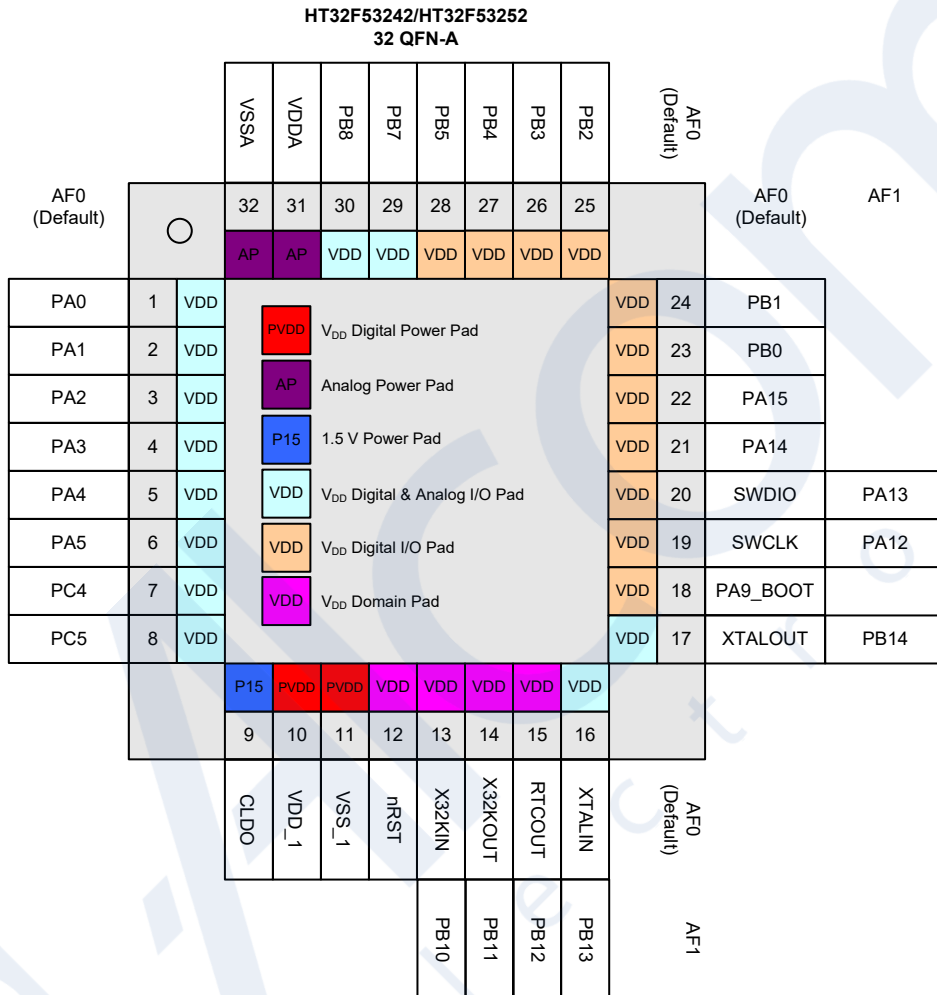 HT32F53242/HT32F53252
32 QFN-A
VSSA VDDA PB8 PB7 PB5 PB4 PB3 PB2 AF0 (Default)
AF0 (Default) 32 31 30 29 28 27 26 25 AF0 (Default) AF1
AP AP VDD VDD VDD VDD VDD VDD
PA0 1 VDD VDD 24 PB1
PVDD VDD Digital Power Pad
PA1 2 VDD VDD 23 PB0
AP Analog Power Pad
PA2 3 VDD VDD 22 PA15
P15 1.5 V Power Pad
PA3 4 VDD VDD 21 PA14
VDD VDD Digital & Analog I/O Pad
PA4 5 VDD VDD 20 SWDIO PA13
VDD VDD Digital I/O Pad
PA5 6 VDD VDD 19 SWCLK PA12
VDD VDD Domain Pad
PC4 7 VDD VDD 18 PA9_BOOT
PC5 8 VDD VDD 17 XTALOUT PB14
P15 PVDD PVDD VDD VDD VDD VDD VDD
9 10 11 12 13 14 15 16
CLDO VDD_1 VSS_1 nRST X32KIN X32KOUT RTCOUT XTALIN AF0 (Default)
PB10 PB11 PB12 PB13 AF1